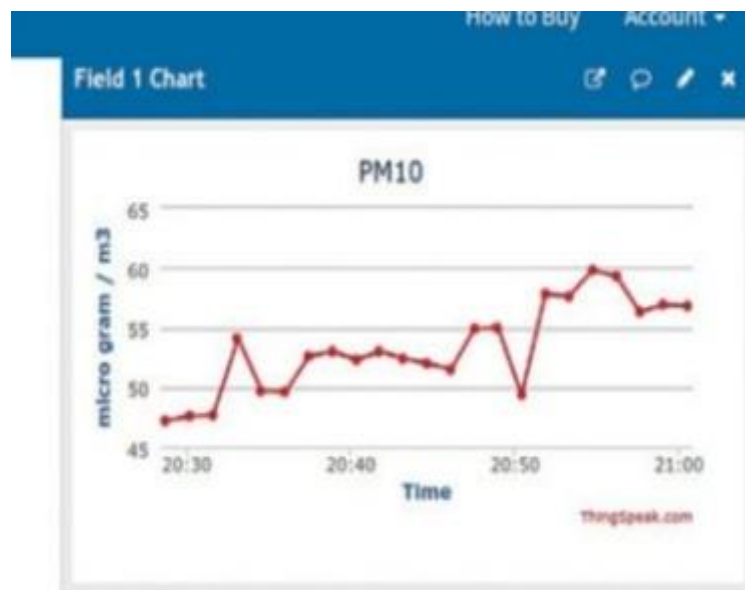 How to Buy Account
Field 1 Chart
PM10
65
60
55
50
45
micro gram / m3
20:30 20:40 20:50 21:00
Time
ThingSpeak.com